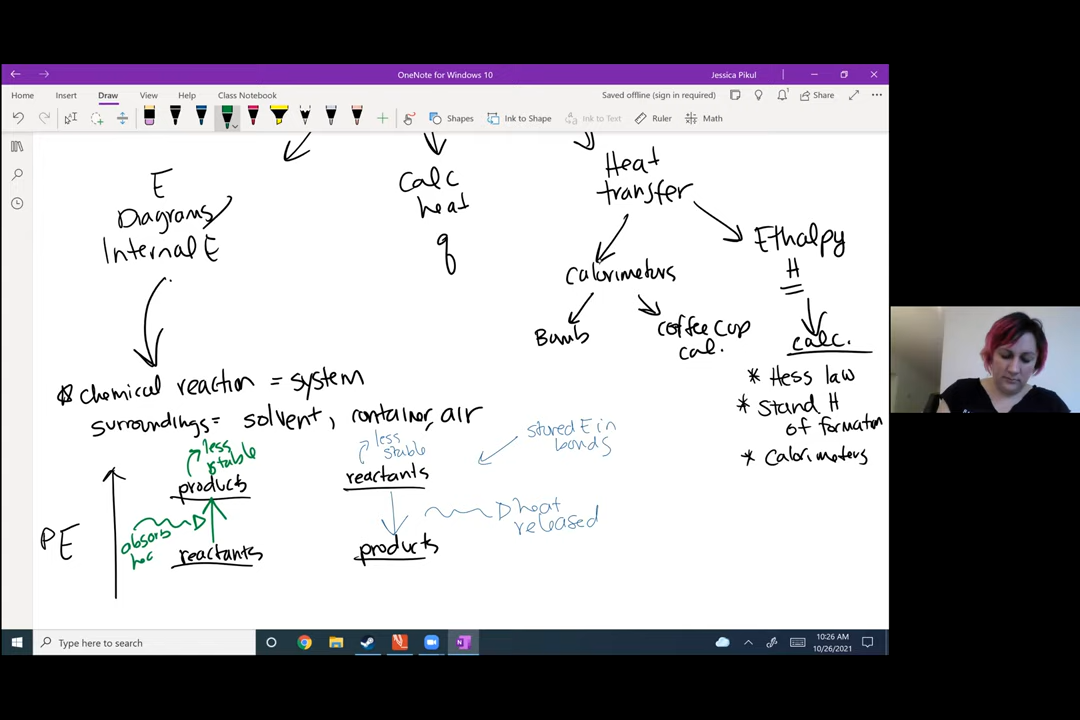 OneNote for Windows 10
Jessica Pikul
Home Insert Draw View Help Class Notebook
Saved offline (sign in required)
Share
Shapes
Ink to Shape
Ink to Text
Ruler
Math
E
Diagrams
Internal E
Calc
heat
q
Heat
transfer
Calorimeters
Bomb
Coffee Cup
cal.
Ethalpy
H
calc.
* Hess law
* Stand H
of formation
* Calorimeters
* Chemical reaction = system
surroundings = solvent, container, air
PE
less
stable
products
absorb
hea
reactants
less
stable
reactants
products
stored E in
bonds
heat
released
Type here to search
10:26 AM
10/26/2021